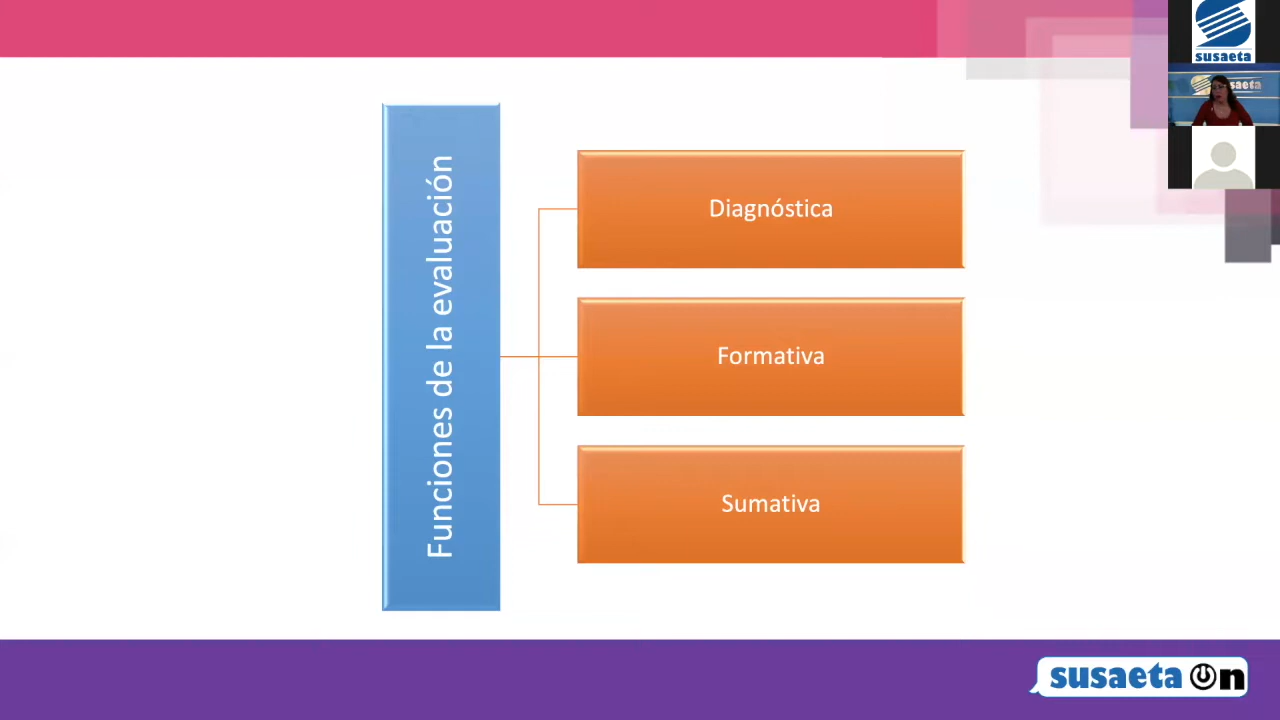 Funciones de la evaluación
Diagnóstica
Formativa
Sumativa
susaeta
susaeta
susaeta On